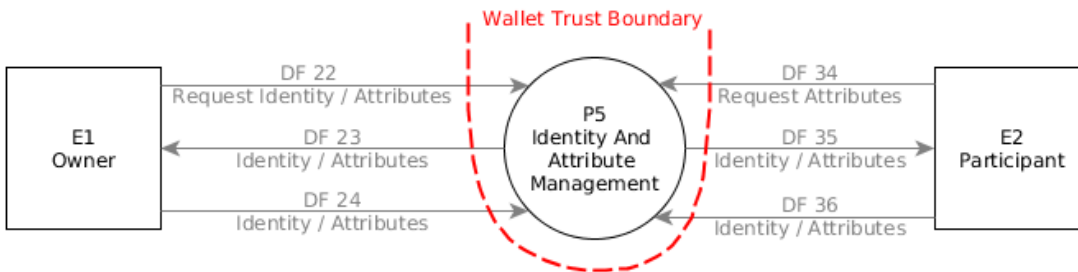 Wallet Trust Boundary
DF 22
Request Identity / Attributes
DF 34
Request Attributes
E1
Owner
DF 23
Identity / Attributes
P5
Identity And
Attribute
Management
DF 35
Identity / Attributes
E2
Participant
DF 24
Identity / Attributes
DF 36
Identity / Attributes